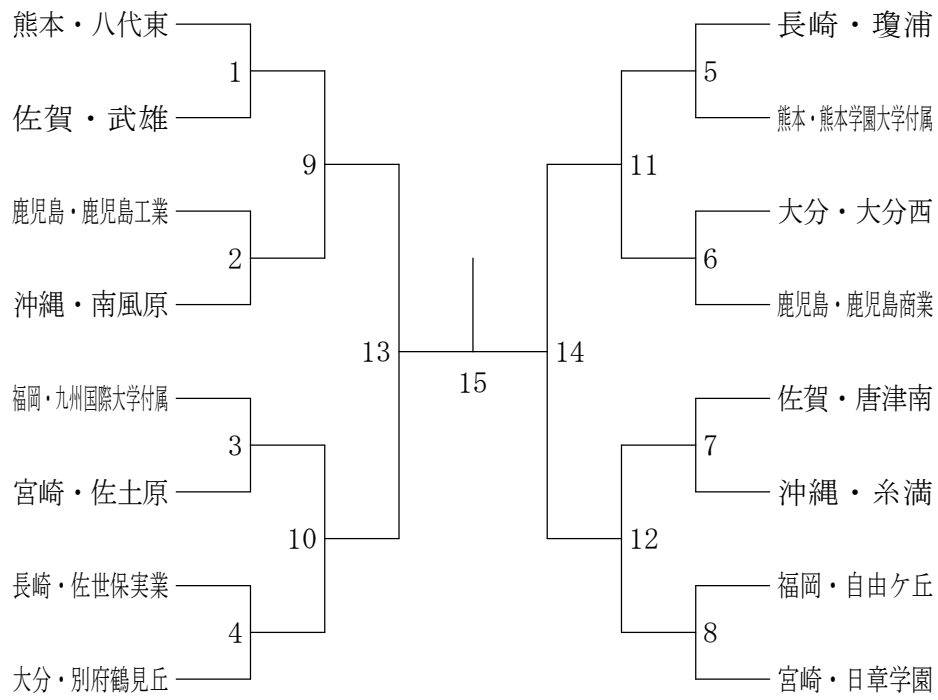 熊本・八代東
1
佐賀・武雄
9
鹿児島・鹿児島工業
2
沖縄・南風原
13
福岡・九州国際大学付属
3
宮崎・佐土原
10
長崎・佐世保実業
4
大分・別府鶴見丘
15
長崎・瓊浦
5
熊本・熊本学園大学付属
11
大分・大分西
6
鹿児島・鹿児島商業
14
佐賀・唐津南
7
沖縄・糸満
12
福岡・自由ケ丘
8
宮崎・日章学園